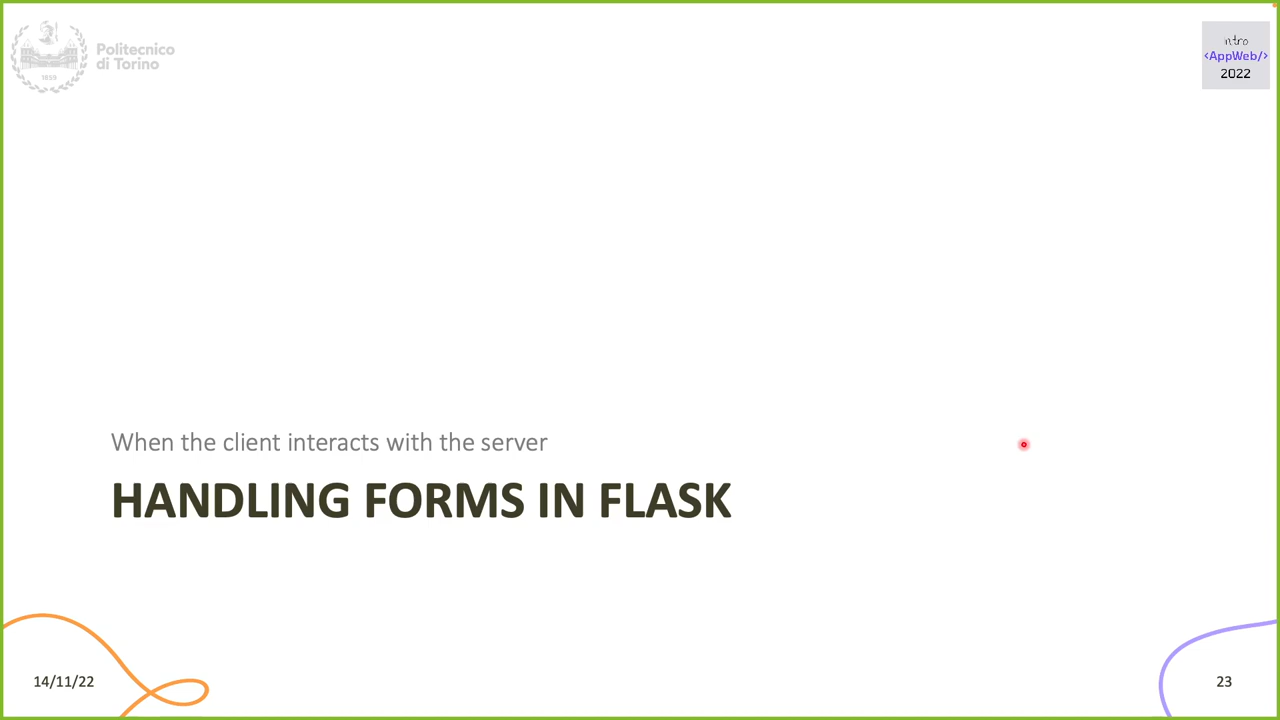 Politecnico
di Torino
1859
intro
<AppWeb/>
2022
When the client interacts with the server
HANDLING FORMS IN FLASK
14/11/22
23